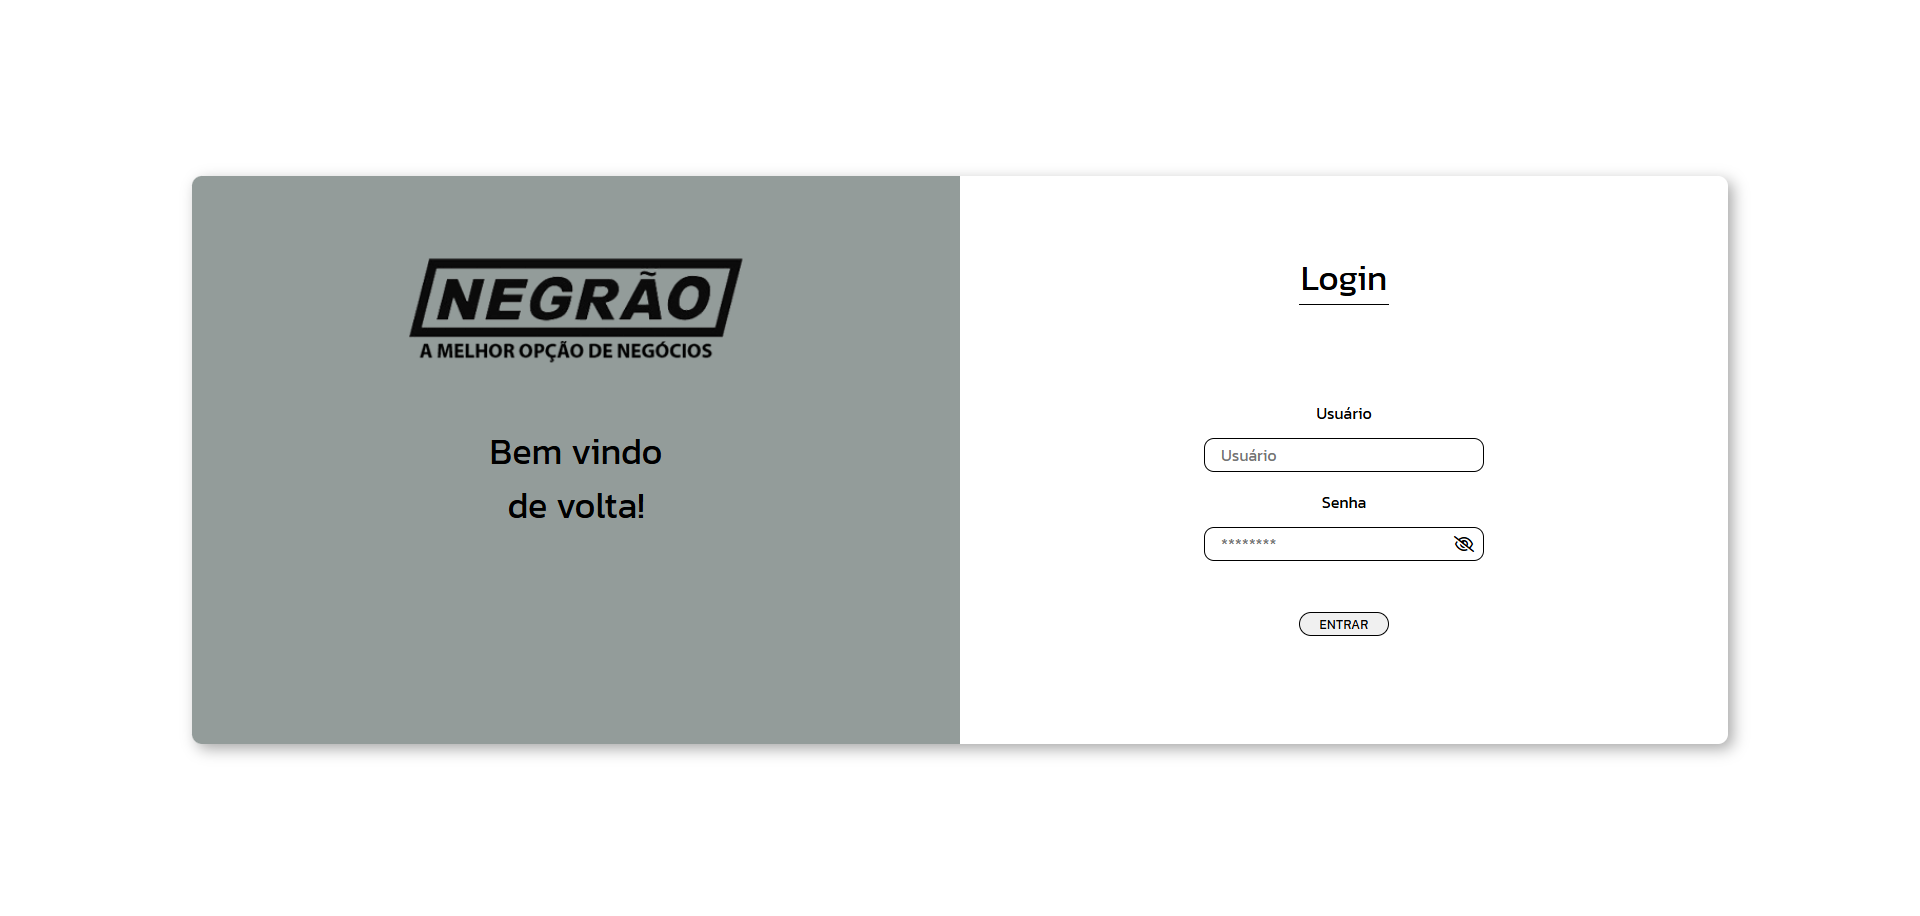 NEGRÃO
A MELHOR OPÇÃO DE NEGÓCIOS
Bem vindo
de volta!
Login
Usuário
Usuário
Senha
********
ENTRAR